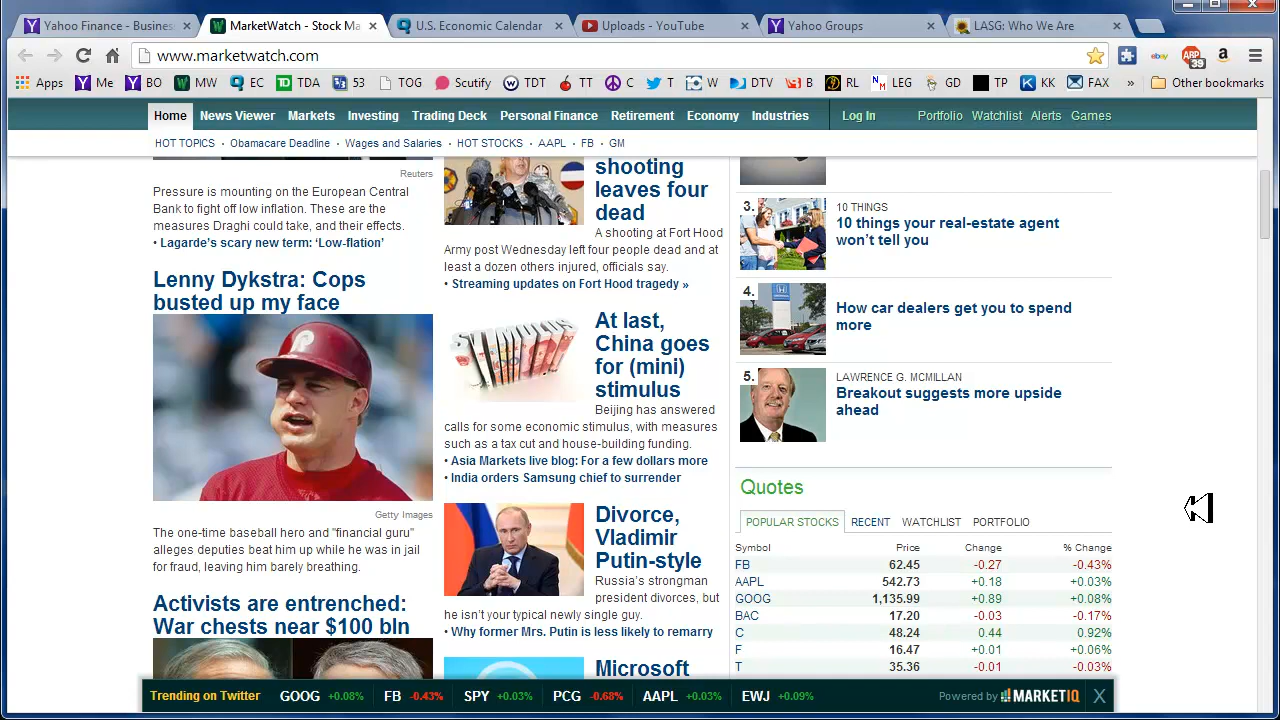 Yahoo Finance - Business
MarketWatch - Stock Ma
U.S. Economic Calendar
Uploads - YouTube
Yahoo Groups
LASG: Who We Are
www.marketwatch.com
ebay
ABP
39
Apps
Me
BO
MW
EC
TDA
53
TOG
Scutify
TDT
TT
C
T
W
DTV
B
RL
LEG
GD
TP
KK
FAX
»
Other bookmarks
Home News Viewer Markets Investing Trading Deck Personal Finance Retirement Economy Industries Log In Portfolio Watchlist Alerts Games
HOT TOPICS · Obamacare Deadline · Wages and Salaries · HOT STOCKS · AAPL · FB · GM
Reuters
Pressure is mounting on the European Central
Bank to fight off low inflation. These are the
measures Draghi could take, and their effects.
• Lagarde's scary new term: ‘Low-flation’
Lenny Dykstra: Cops
busted up my face
Getty Images
The one-time baseball hero and "financial guru"
alleges deputies beat him up while he was in jail
for fraud, leaving him barely breathing.
Activists are entrenched:
War chests near $100 bln
shooting
leaves four
dead
A shooting at Fort Hood
Army post Wednesday left four people dead and at
least a dozen others injured, officials say.
• Streaming updates on Fort Hood tragedy »
STIMULUS
At last,
China goes
for (mini)
stimulus
Beijing has answered
calls for some economic stimulus, with measures
such as a tax cut and house-building funding.
• Asia Markets live blog: For a few dollars more
• India orders Samsung chief to surrender
Divorce,
Vladimir
Putin-style
Russia's strongman
president divorces, but
he isn't your typical newly single guy.
• Why former Mrs. Putin is less likely to remarry
Microsoft
3.
10 THINGS
10 things your real-estate agent
won't tell you
4.
How car dealers get you to spend
more
5.
LAWRENCE G. MCMILLAN
Breakout suggests more upside
ahead
Quotes
POPULAR STOCKS RECENT WATCHLIST PORTFOLIO
Symbol Price Change % Change
FB 62.45 -0.27 -0.43%
AAPL 542.73 +0.18 +0.03%
GOOG 1,135.99 +0.89 +0.08%
BAC 17.20 -0.03 -0.17%
C 48.24 0.44 0.92%
F 16.47 +0.01 +0.06%
T 35.36 -0.01 -0.03%
Trending on Twitter GOOG +0.08% FB -0.43% SPY +0.03% PCG -0.68% AAPL +0.03% EWJ +0.09% Powered by MARKETIQ X